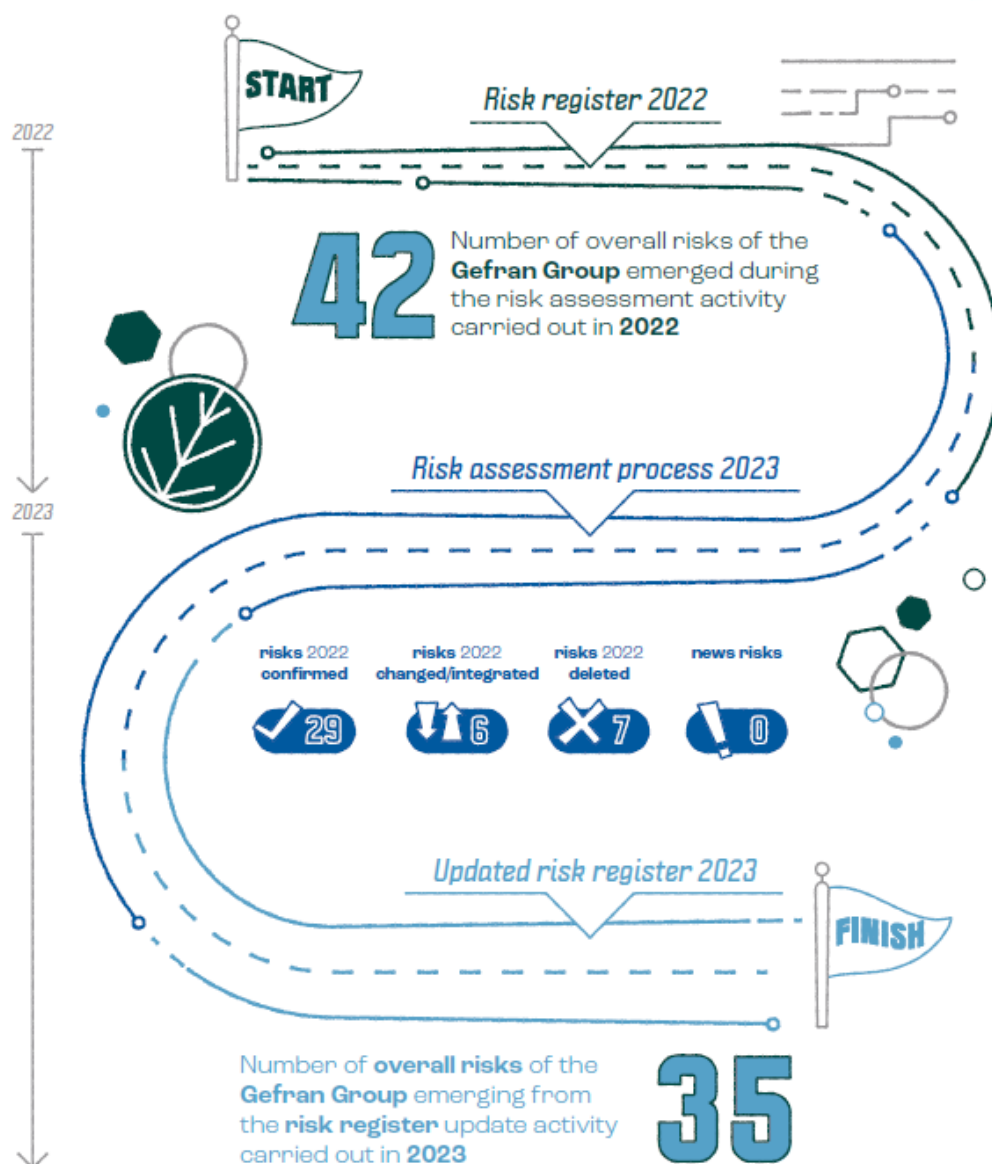 START
Risk register 2022
2022
42
Number of overall risks of the
Gefran Group emerged during
the risk assessment activity
carried out in 2022
Risk assessment process 2023
2023
risks 2022
confirmed
29
risks 2022
changed/integrated
6
risks 2022
deleted
7
news risks
0
Updated risk register 2023
FINISH
Number of overall risks of the
Gefran Group emerging from
the risk register update activity
carried out in 2023
35